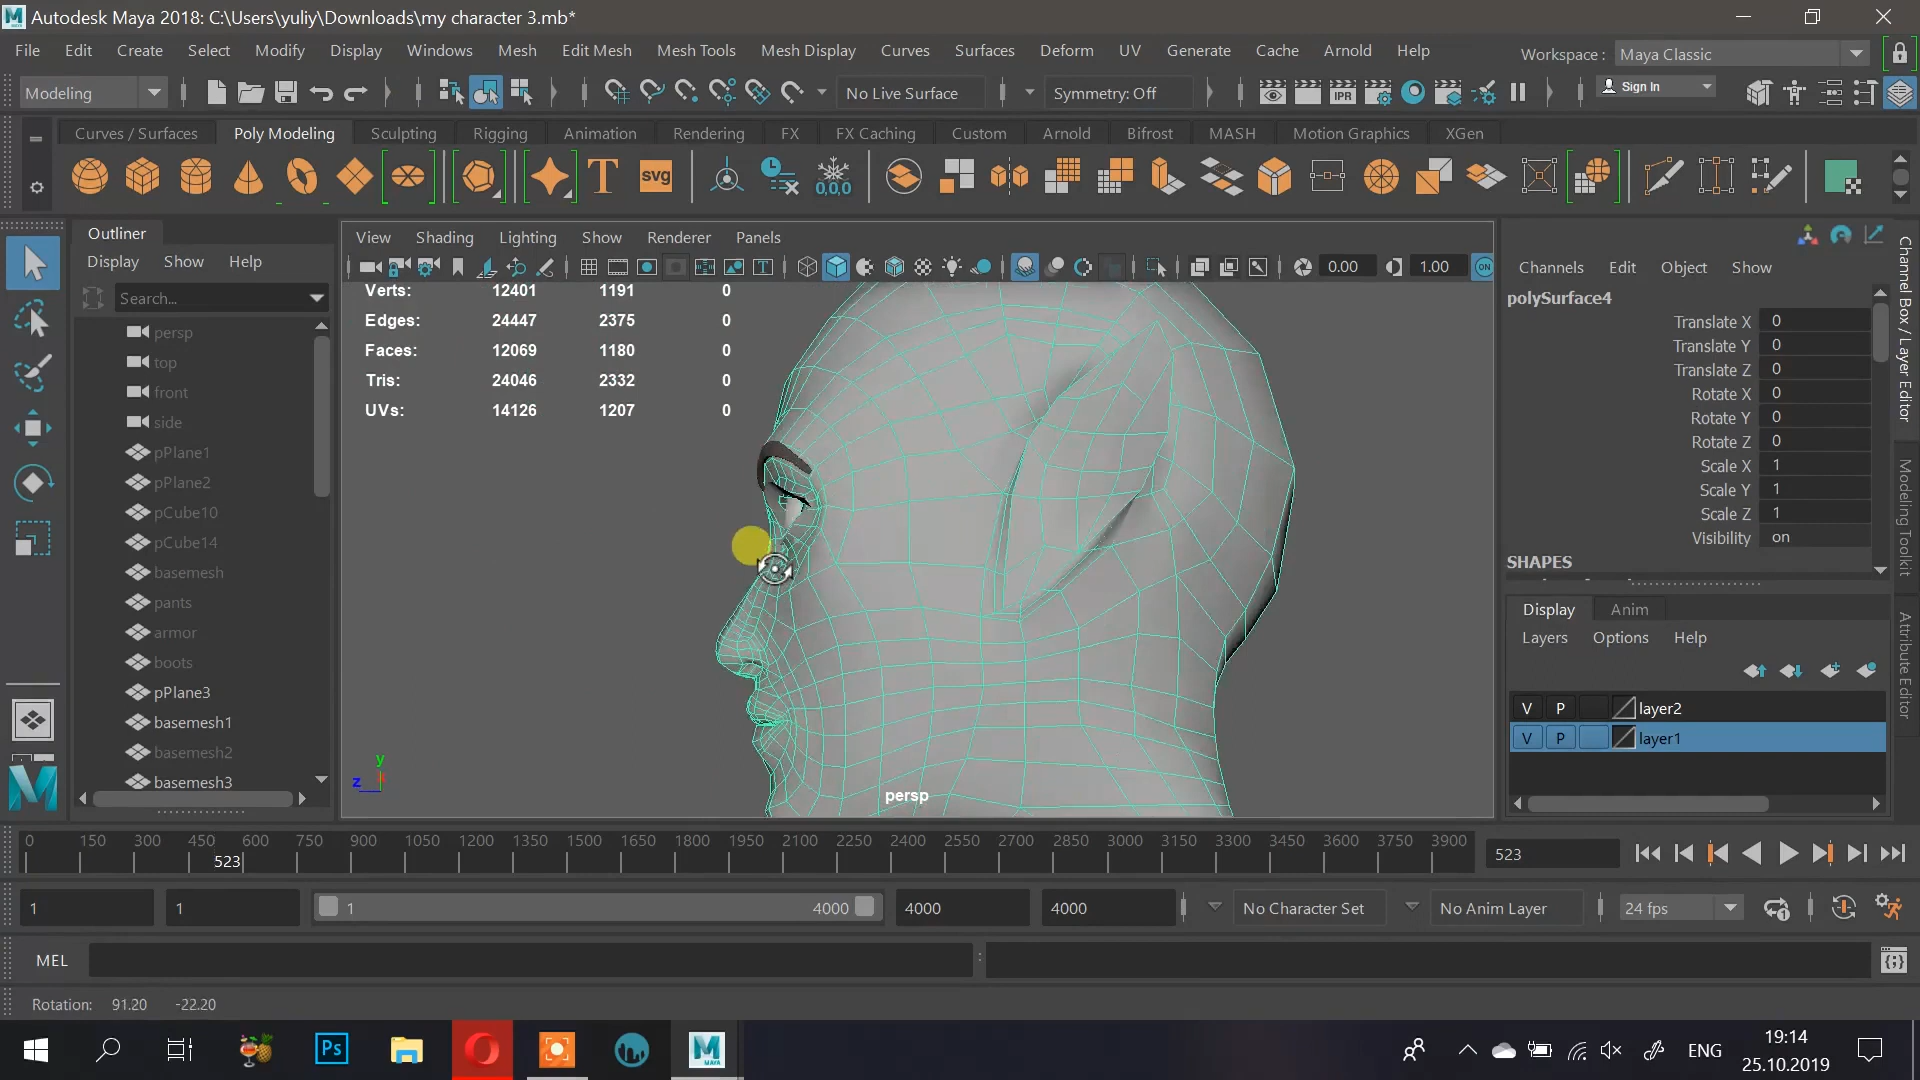 Autodesk Maya 2018: C:\Users\yuliy\Downloads\my character 3.mb*
File Edit Create Select Modify Display Windows Mesh Edit Mesh Mesh Tools Mesh Display Curves Surfaces Deform UV Generate Cache Arnold Help Workspace : Maya Classic
Modeling No Live Surface Symmetry: Off IPR Sign In
Curves / Surfaces Poly Modeling Sculpting Rigging Animation Rendering FX FX Caching Custom Arnold Bifrost MASH Motion Graphics XGen
T svg 0,0,0
Outliner
Display Show Help
Search...
persp
top
front
side
pPlane1
pPlane2
pCube10
pCube14
basemesh
pants
armor
boots
pPlane3
basemesh1
basemesh2
basemesh3
View Shading Lighting Show Renderer Panels
0.00 1.00 ON
Verts: 12401 1191 0
Edges: 24447 2375 0
Faces: 12069 1180 0
Tris: 24046 2332 0
UVs: 14126 1207 0
y
z
persp
Channels Edit Object Show
polySurface4
Translate X 0
Translate Y 0
Translate Z 0
Rotate X 0
Rotate Y 0
Rotate Z 0
Scale X 1
Scale Y 1
Scale Z 1
Visibility on
SHAPES
Display Anim
Layers Options Help
V P layer2
V P layer1
Channel Box / Layer Editor
Modeling Toolkit
Attribute Editor
0 150 300 450 600 750 900 1050 1200 1350 1500 1650 1800 1950 2100 2250 2400 2550 2700 2850 3000 3150 3300 3450 3600 3750 3900
523 523
1 1 1 4000 4000 4000 No Character Set No Anim Layer 24 fps
MEL
Rotation: 91.20 -22.20
Ps MAYA ENG 19:14
25.10.2019